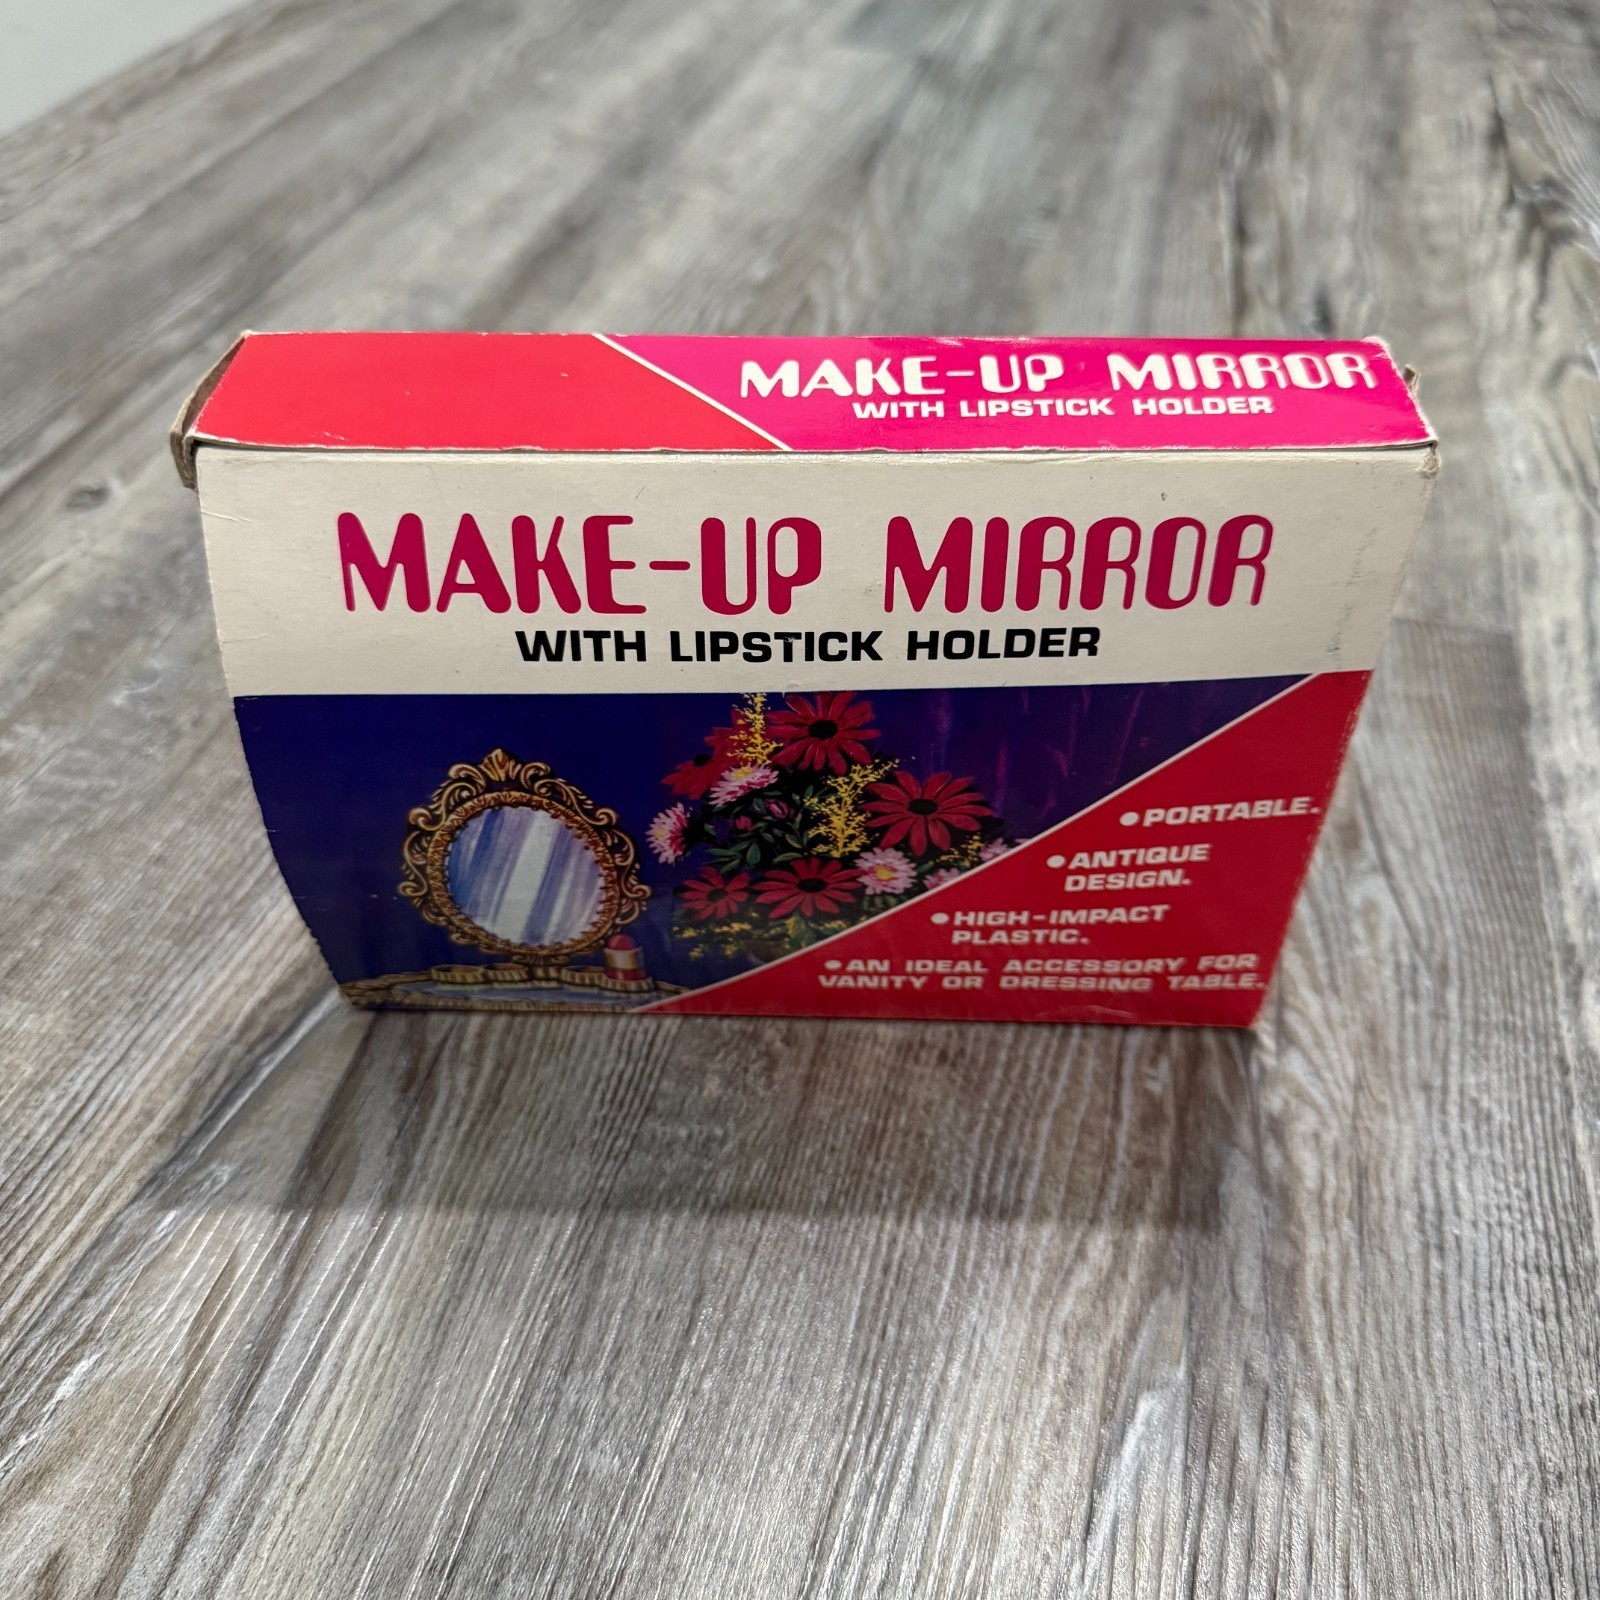 MAKE-UP MIRROR
WITH LIPSTICK HOLDER
MAKE-UP MIRROR
WITH LIPSTICK HOLDER
•PORTABLE.
•ANTIQUE
DESIGN.
•HIGH-IMPACT
PLASTIC.
•AN IDEAL ACCESSORY FOR
VANITY OR DRESSING TABLE.